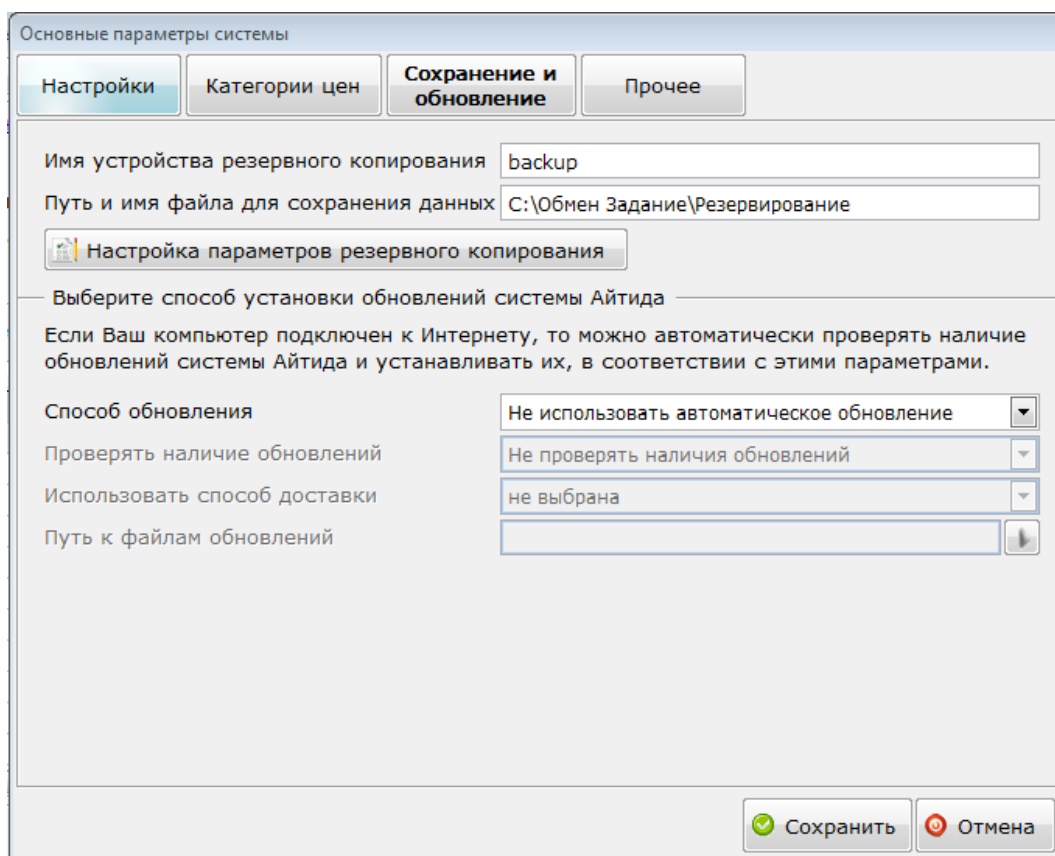 Основные параметры системы
Настройки
Категории цен
Сохранение и
обновление
Прочее
Имя устройства резервного копирования backup
Путь и имя файла для сохранения данных C:\Обмен Задание\Резервирование
Настройка параметров резервного копирования
Выберите способ установки обновлений системы Айтида
Если Ваш компьютер подключен к Интернету, то можно автоматически проверять наличие
обновлений системы Айтида и устанавливать их, в соответствии с этими параметрами.
Способ обновления Не использовать автоматическое обновление
Проверять наличие обновлений Не проверять наличия обновлений
Использовать способ доставки не выбрана
Путь к файлам обновлений
Сохранить Отмена